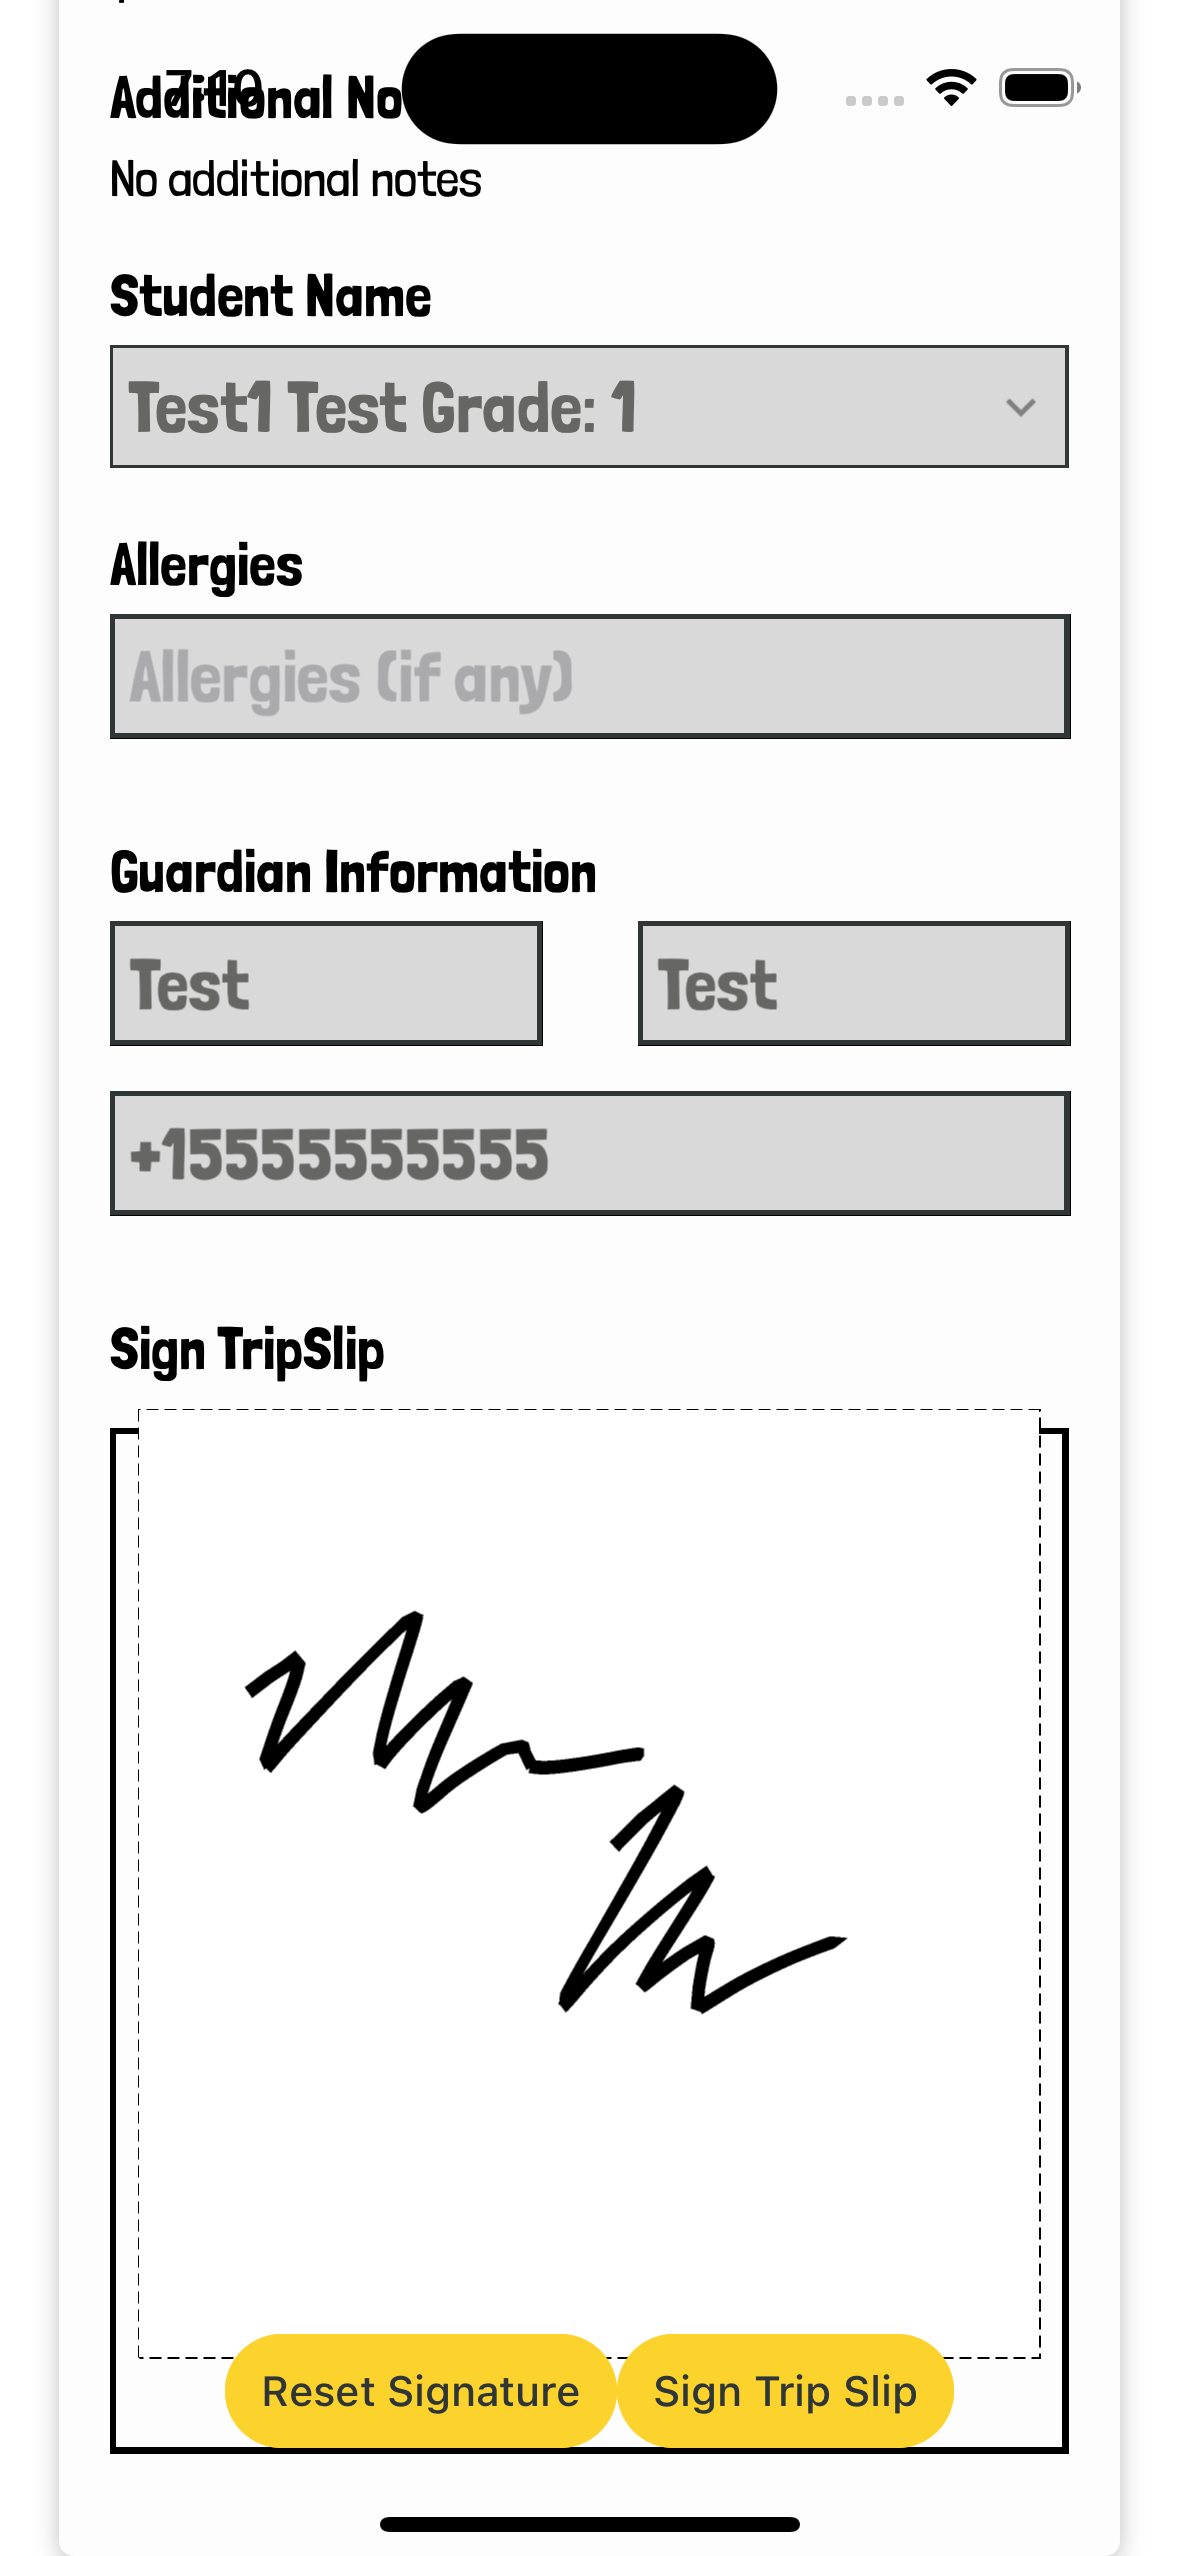 7:10
Additional No
No additional notes
Student Name
Test1 Test Grade: 1
Allergies
Allergies (if any)
Guardian Information
Test Test
+15555555555
Sign TripSlip
Reset Signature Sign Trip Slip